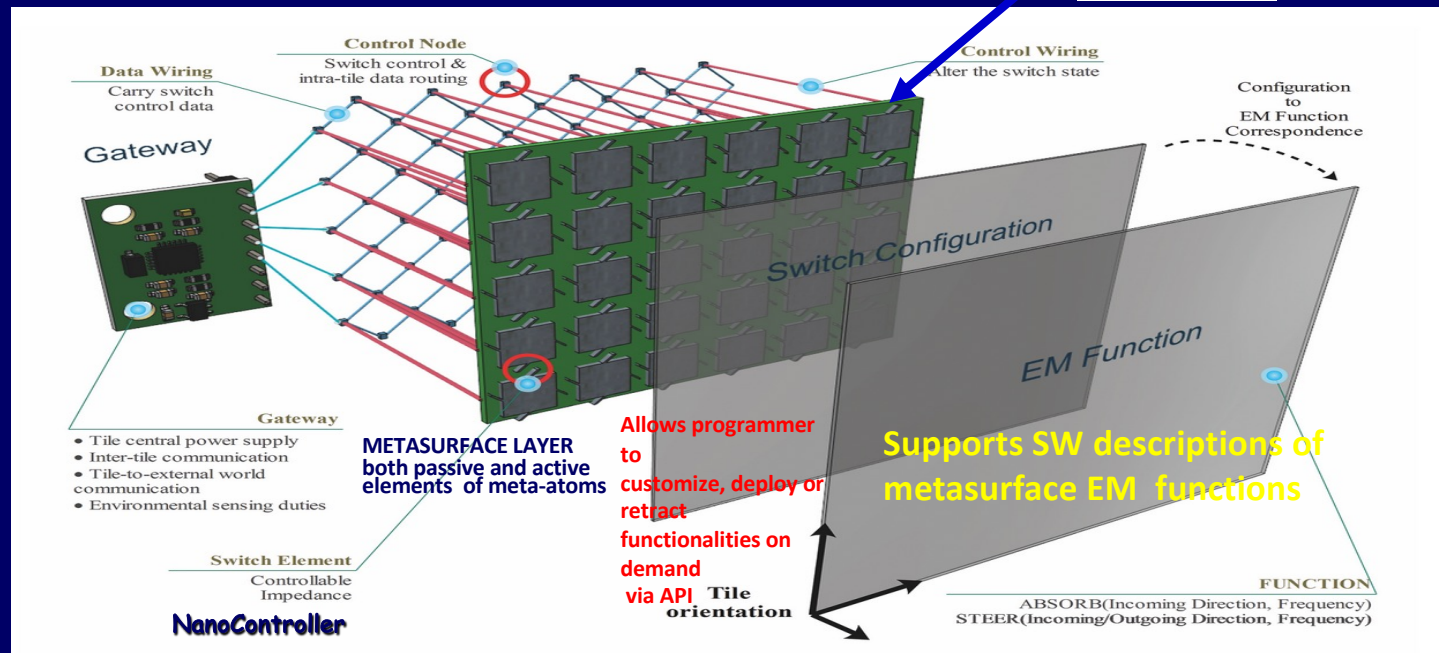 Control Node
Switch control &
intra-tile data routing
Data Wiring
Carry switch
control data
Control Wiring
Alter the switch state
Configuration
to
EM Function
Correspondence
Gateway
Switch Configuration
EM Function
Gateway
• Tile central power supply
• Inter-tile communication
• Tile-to-external world
communication
• Environmental sensing duties
METASURFACE LAYER
both passive and active
elements of meta-atoms
Allows programmer
to
customize, deploy or
retract
functionalities on
demand
via API
Supports SW descriptions of
metasurface EM functions
Switch Element
Controllable
Impedance
NanoController
Tile
orientation
FUNCTION
ABSORB(Incoming Direction, Frequency)
STEER(Incoming/Outgoing Direction, Frequency)